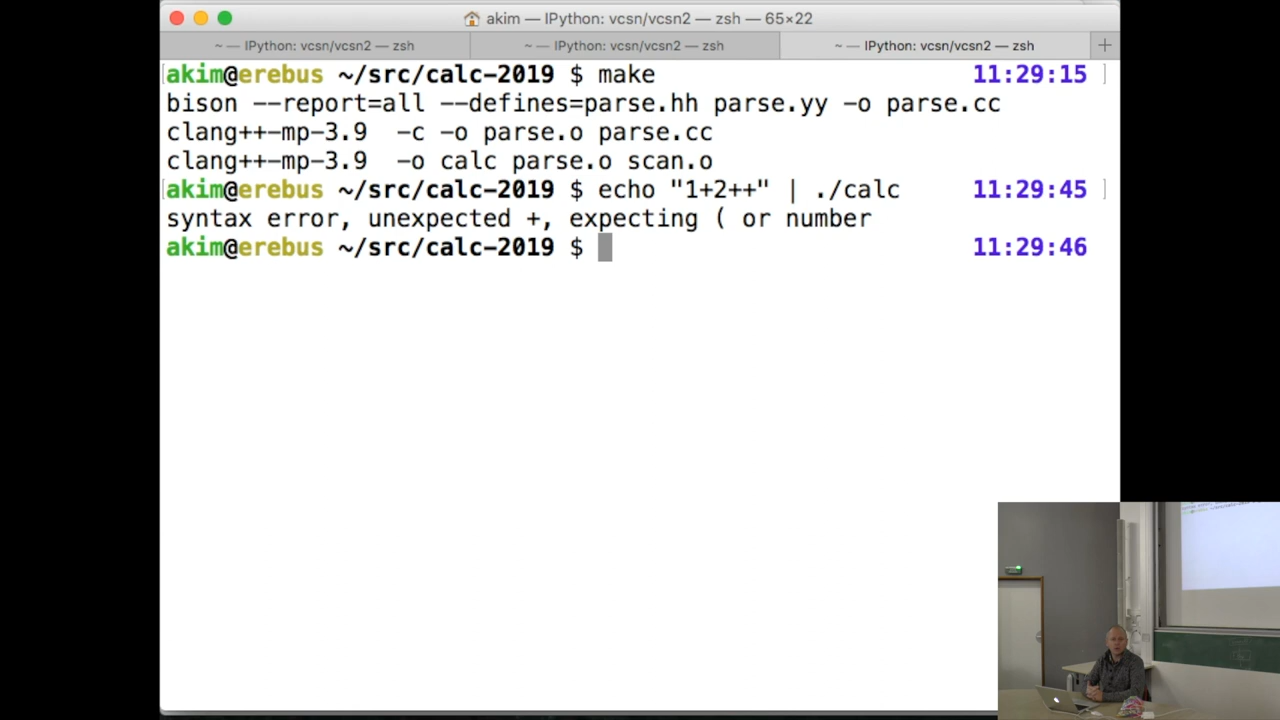 akim — IPython: vcsn/vcsn2 — zsh — 65×22
~ — IPython: vcsn/vcsn2 — zsh ~ — IPython: vcsn/vcsn2 — zsh ~ — IPython: vcsn/vcsn2 — zsh +
[akim@erebus ~/src/calc-2019 $ make 11:29:15 ]
bison --report=all --defines=parse.hh parse.yy -o parse.cc
clang++-mp-3.9  -c -o parse.o parse.cc
clang++-mp-3.9  -o calc parse.o scan.o
[akim@erebus ~/src/calc-2019 $ echo "1+2++" | ./calc 11:29:45 ]
syntax error, unexpected +, expecting ( or number
akim@erebus ~/src/calc-2019 $ 11:29:46